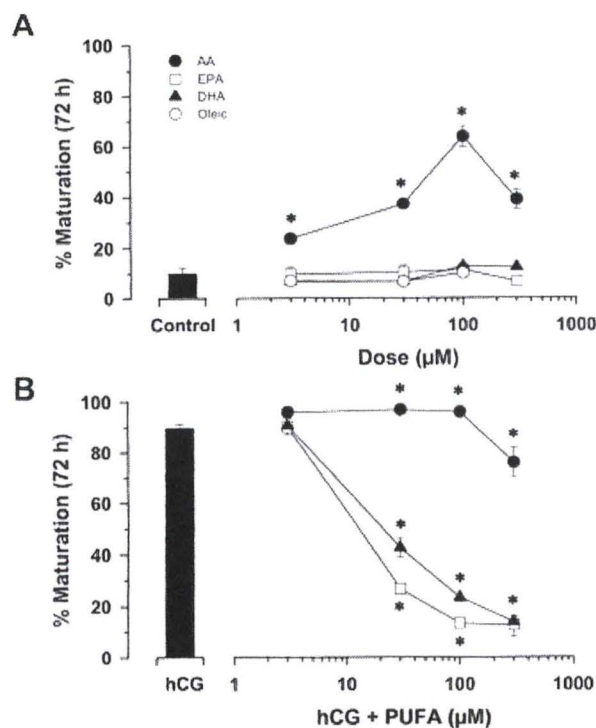 A
% Maturation (72 h)
100
80
60
40
20
0
AA
EPA
DHA
Oleic
*
*
*
*
Control
1
10
100
1000
Dose (µM)
B
% Maturation (72 h)
100
80
60
40
20
0
*
*
*
*
*
*
*
*
hCG
1
10
100
1000
hCG + PUFA (µM)